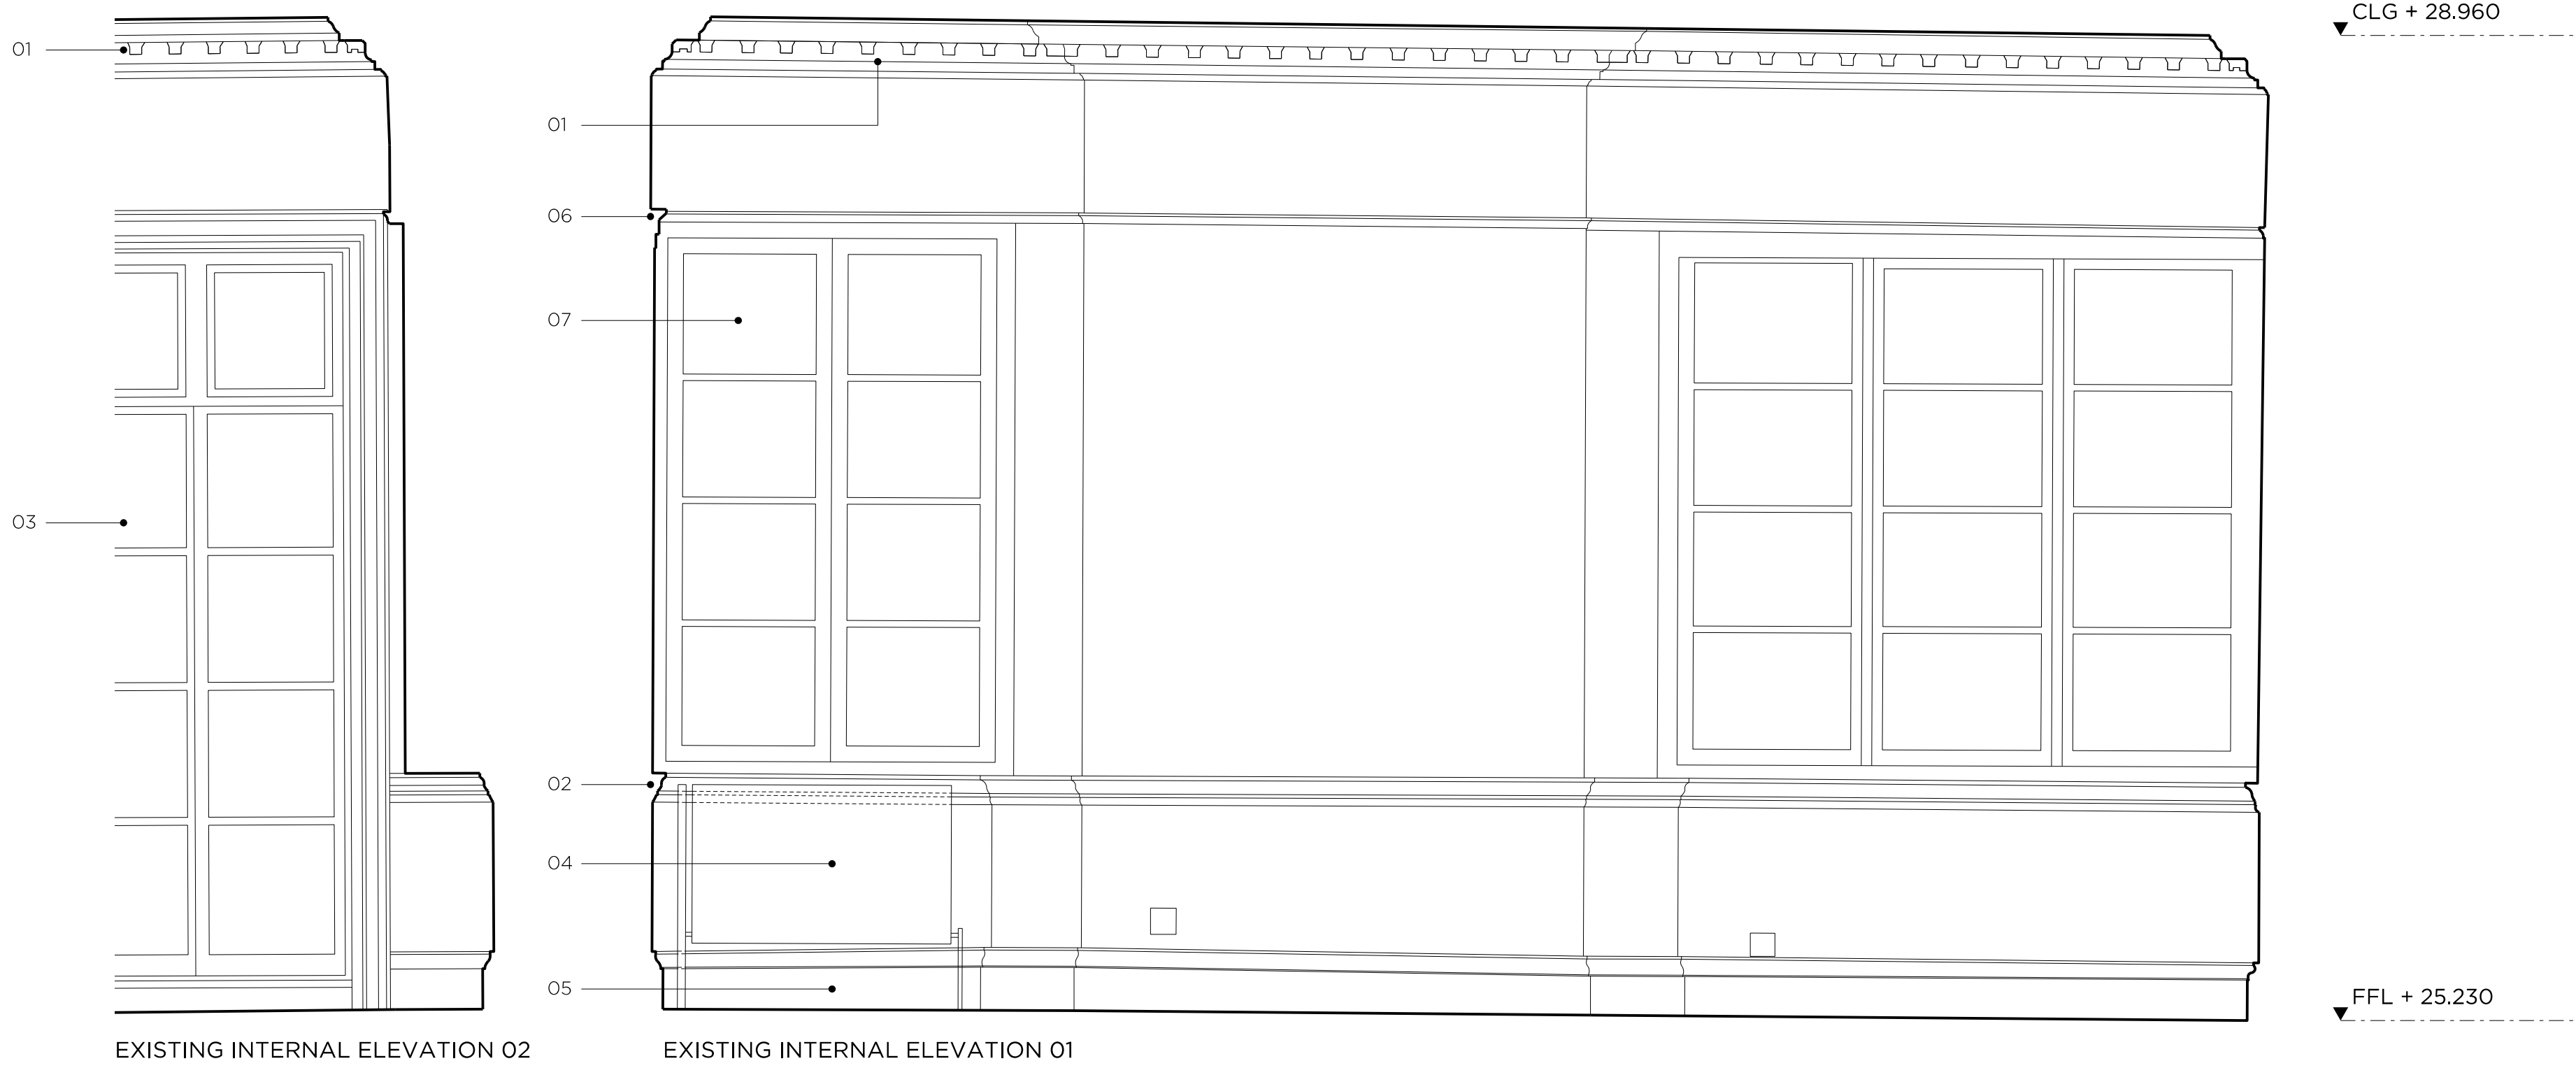 CLG + 28.960
01
01
06
07
03
02
04
05
FFL + 25.230
EXISTING INTERNAL ELEVATION 02
EXISTING INTERNAL ELEVATION 01